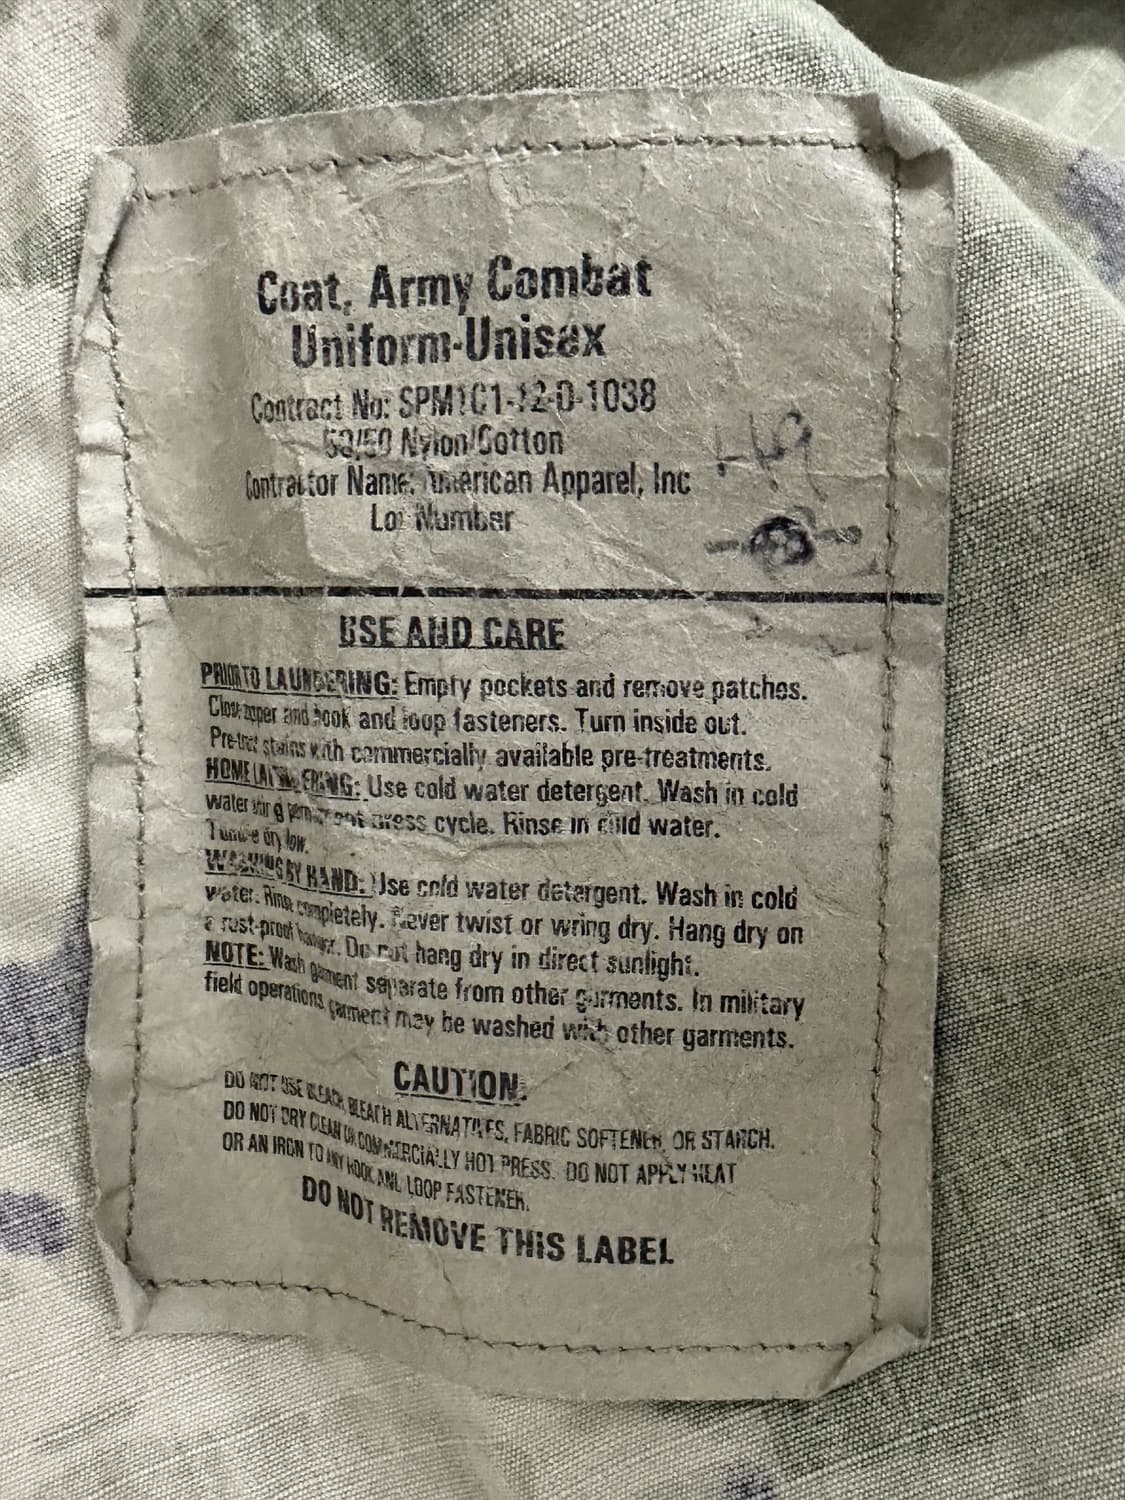 Coat, Army Combat
Uniform-Unisex
Contract No: SPM1C1-12-D-1038
50/50 Nylon/Cotton
Contractor Name: American Apparel, Inc
Lot Number
USE AND CARE
PRIOR TO LAUNDERING: Empty pockets and remove patches.
Close zipper and hook and loop fasteners. Turn inside out.
Pre-treat stains with commercially available pre-treatments.
HOME LAUNDERING: Use cold water detergent. Wash in cold
water using permanent press cycle. Rinse in cold water.
Tumble dry low.
WASHING BY HAND: Use cold water detergent. Wash in cold
water. Rinse completely. Never twist or wring dry. Hang dry on
a rust-proof hanger. Do not hang dry in direct sunlight.
NOTE: Wash garment separate from other garments. In military
field operations garment may be washed with other garments.
CAUTION:
DO NOT USE BLEACH, BLEACH ALTERNATIVES, FABRIC SOFTENER, OR STARCH.
DO NOT DRY CLEAN OR COMMERCIALLY HOT PRESS. DO NOT APPLY HEAT
OR AN IRON TO ANY HOOK AND LOOP FASTENER.
DO NOT REMOVE THIS LABEL